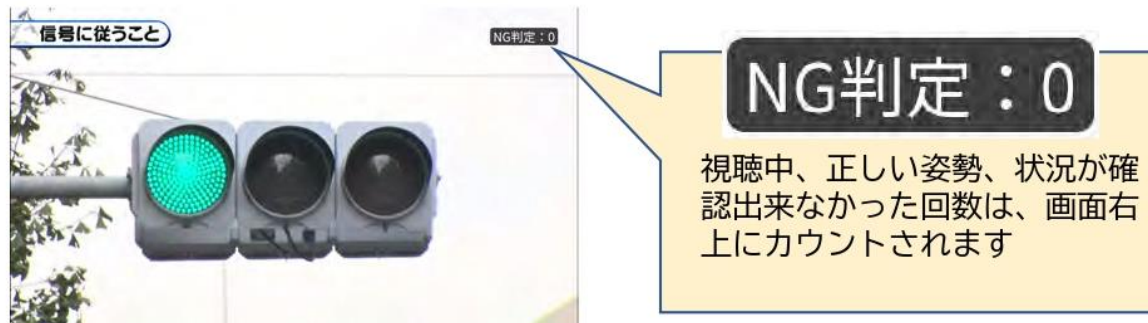 信号に従うこと
NG判定：0
NG判定：0
視聴中、正しい姿勢、状況が確
認出来なかった回数は、画面右
上にカウントされます